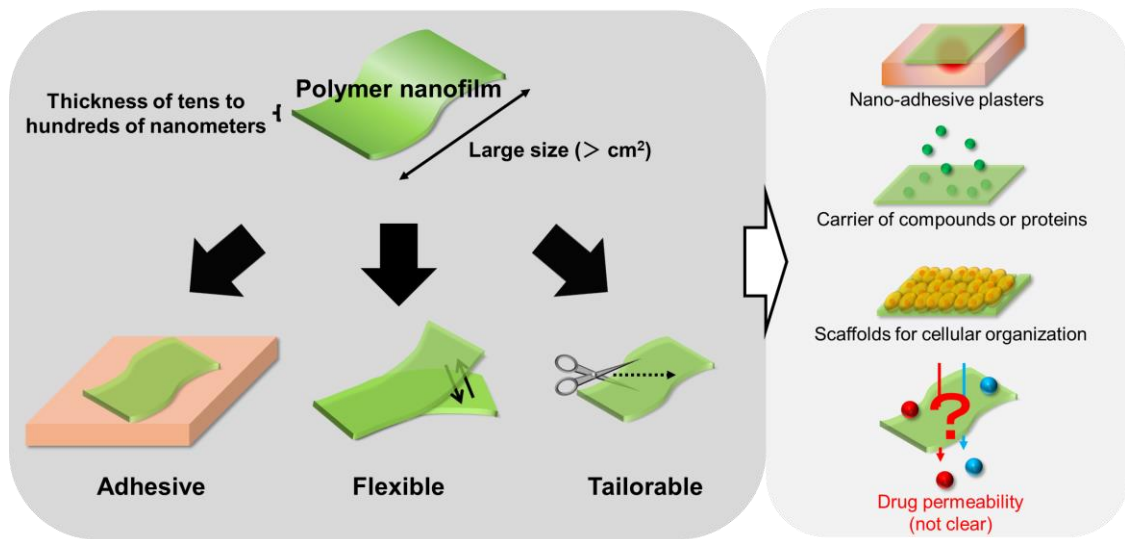 Polymer nanofilm
Thickness of tens to
hundreds of nanometers
Large size (＞ cm²)
Adhesive
Flexible
Tailorable
Nano-adhesive plasters
Carrier of compounds or proteins
Scaffolds for cellular organization
?
Drug permeability
(not clear)